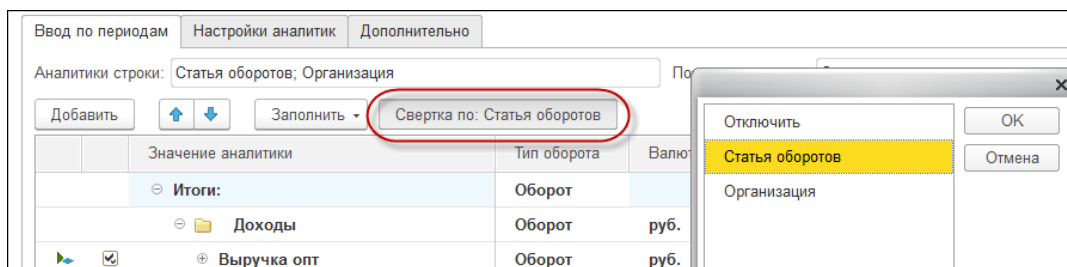 Ввод по периодам Настройки аналитик Дополнительно
Аналитики строки: Статья оборотов; Организация
Добавить Заполнить Свертка по: Статья оборотов
Значение аналитики Тип оборота
Итоги: Оборот
Доходы Оборот руб.
Выручка опт Оборот руб.
Отключить OK
Статья оборотов Отмена
Организация